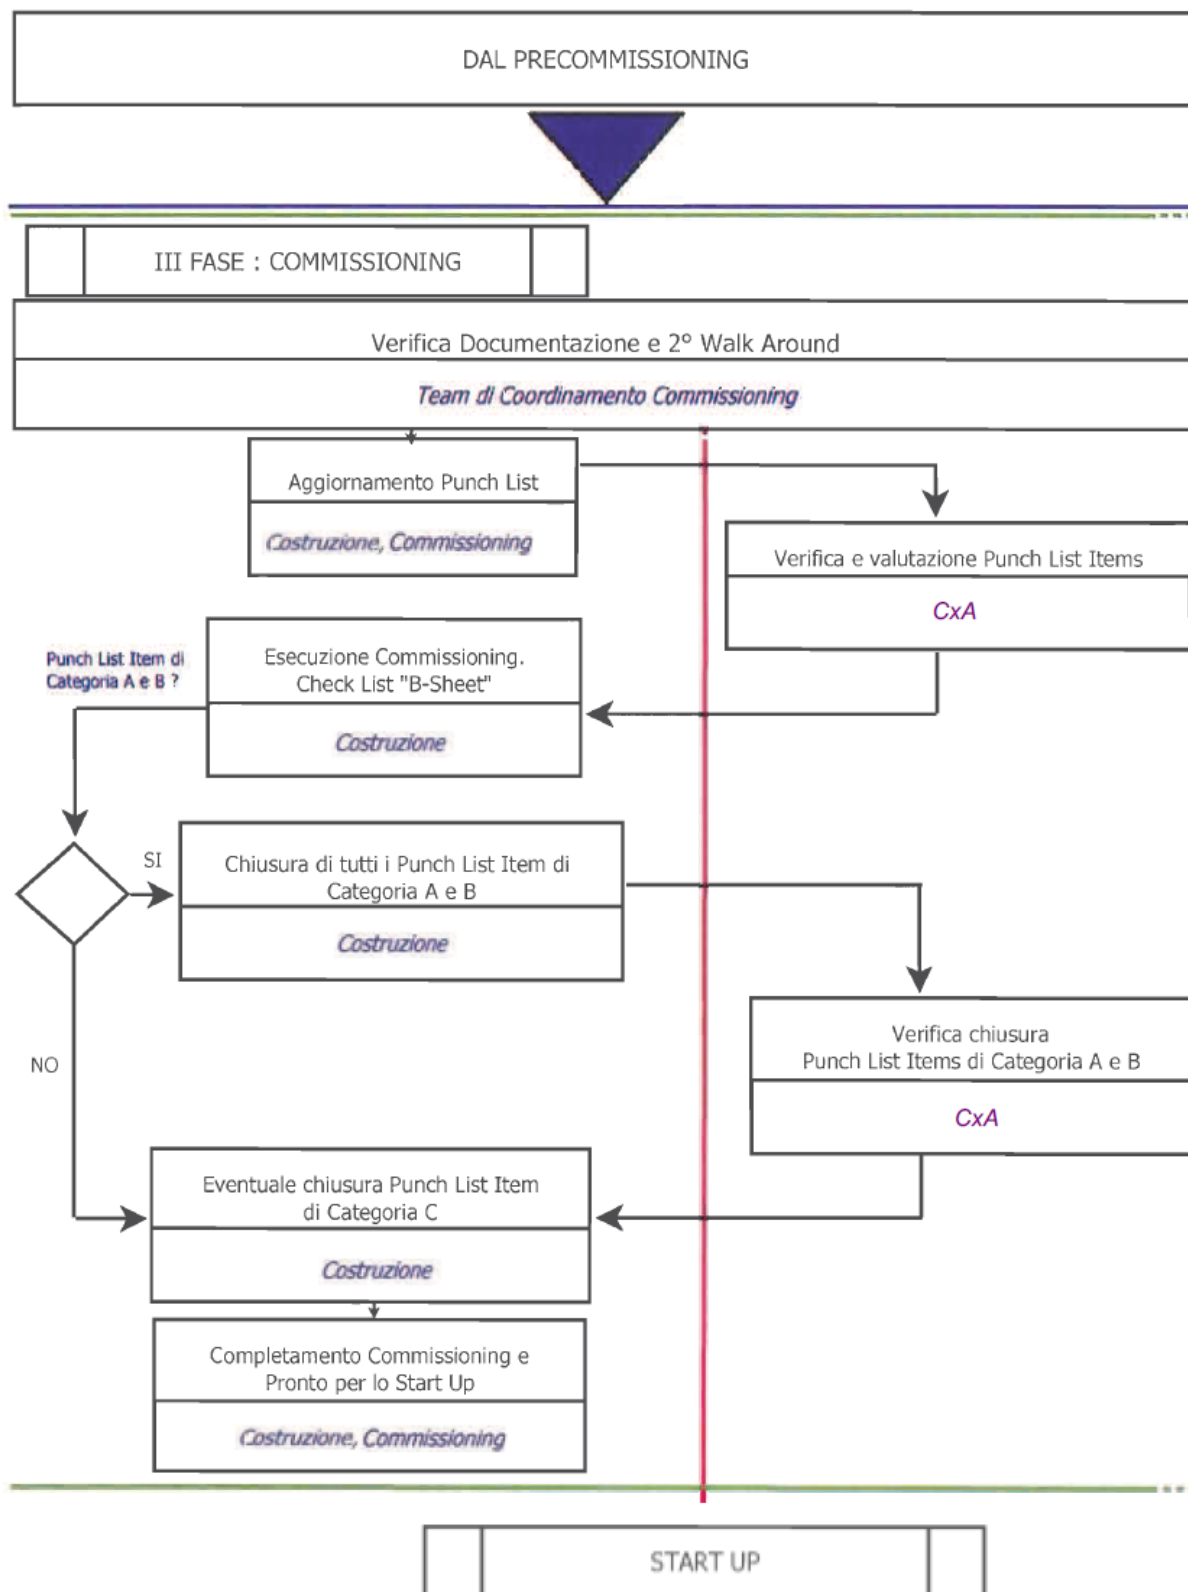 DAL PRECOMMISSIONING
III FASE : COMMISSIONING
Verifica Documentazione e 2° Walk Around
Team di Coordinamento Commissioning
Aggiornamento Punch List
Costruzione, Commissioning
Verifica e valutazione Punch List Items
CxA
Punch List Item di
Categoria A e B ?
Esecuzione Commissioning.
Check List "B-Sheet"
Costruzione
SI
Chiusura di tutti i Punch List Item di
Categoria A e B
Costruzione
Verifica chiusura
Punch List Items di Categoria A e B
CxA
NO
Eventuale chiusura Punch List Item
di Categoria C
Costruzione
Completamento Commissioning e
Pronto per lo Start Up
Costruzione, Commissioning
START UP